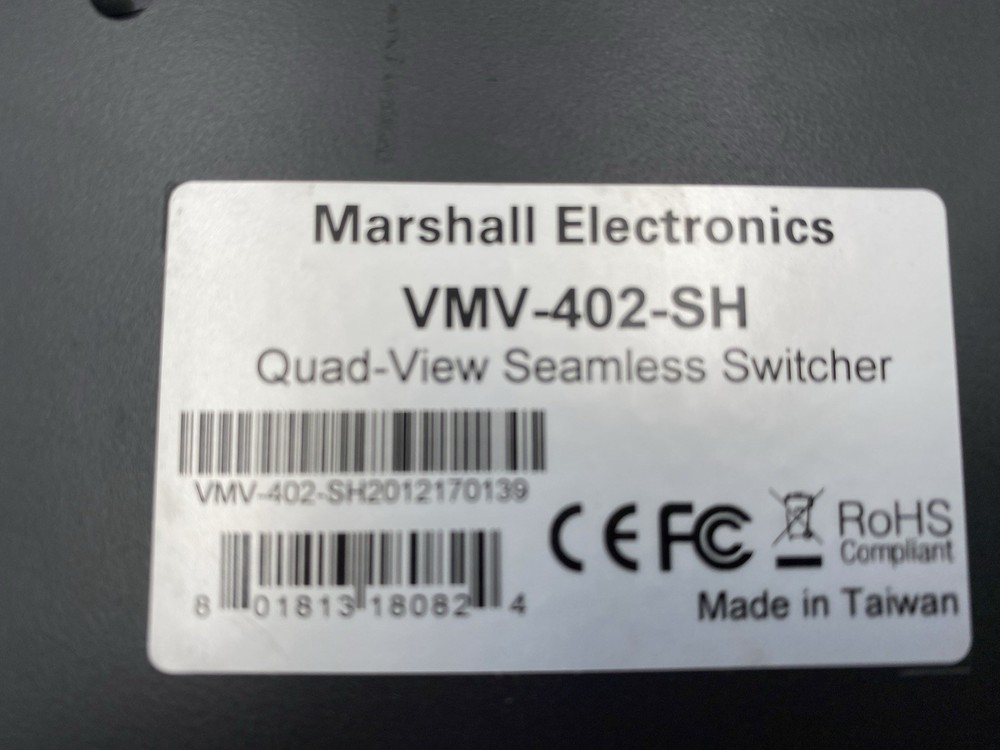 Marshall Electronics
VMV-402-SH
Quad-View Seamless Switcher
VMV-402-SH2012170139
CE FC RoHS
Compliant
8 01813 18082 4
Made in Taiwan